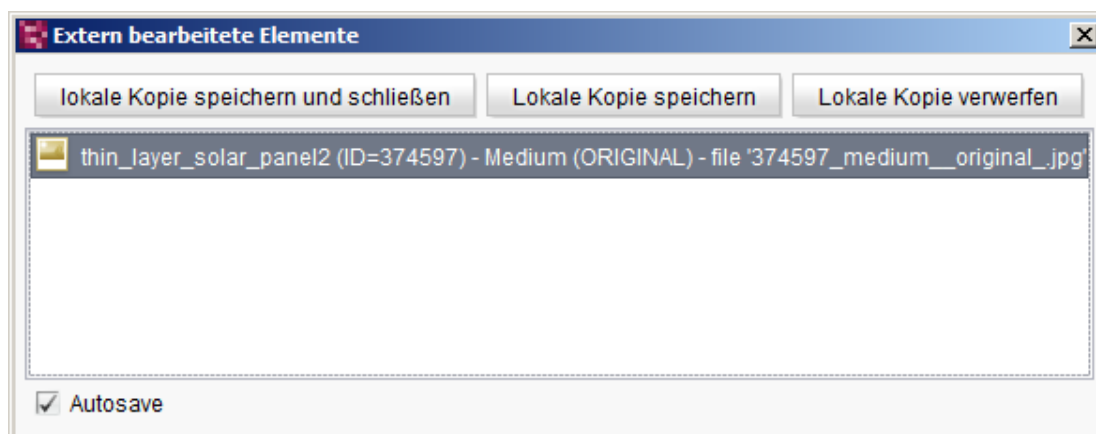 Extern bearbeitete Elemente
lokale Kopie speichern und schließen Lokale Kopie speichern Lokale Kopie verwerfen
thin_layer_solar_panel2 (ID=374597) - Medium (ORIGINAL) - file '374597_medium__original_.jpg'
Autosave